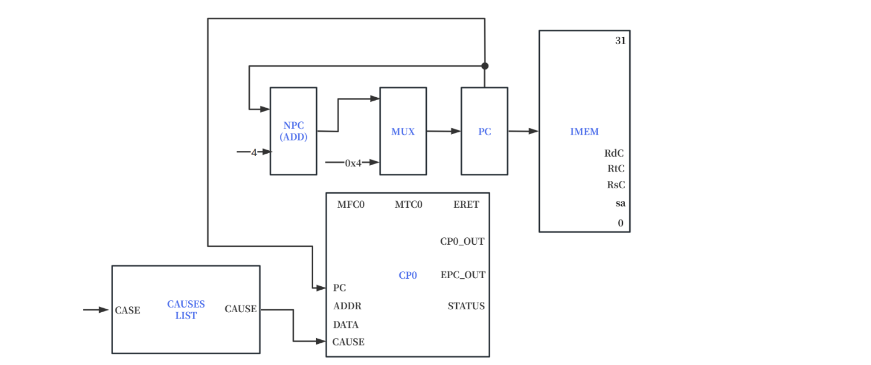 31
NPC
(ADD)
MUX
PC
IMEM
4
0x4
RdC
RtC
RsC
sa
0
MFC0 MTC0 ERET
CP0_OUT
CP0 EPC_OUT
PC
ADDR STATUS
DATA
CAUSE
CASE
CAUSES
LIST
CAUSE